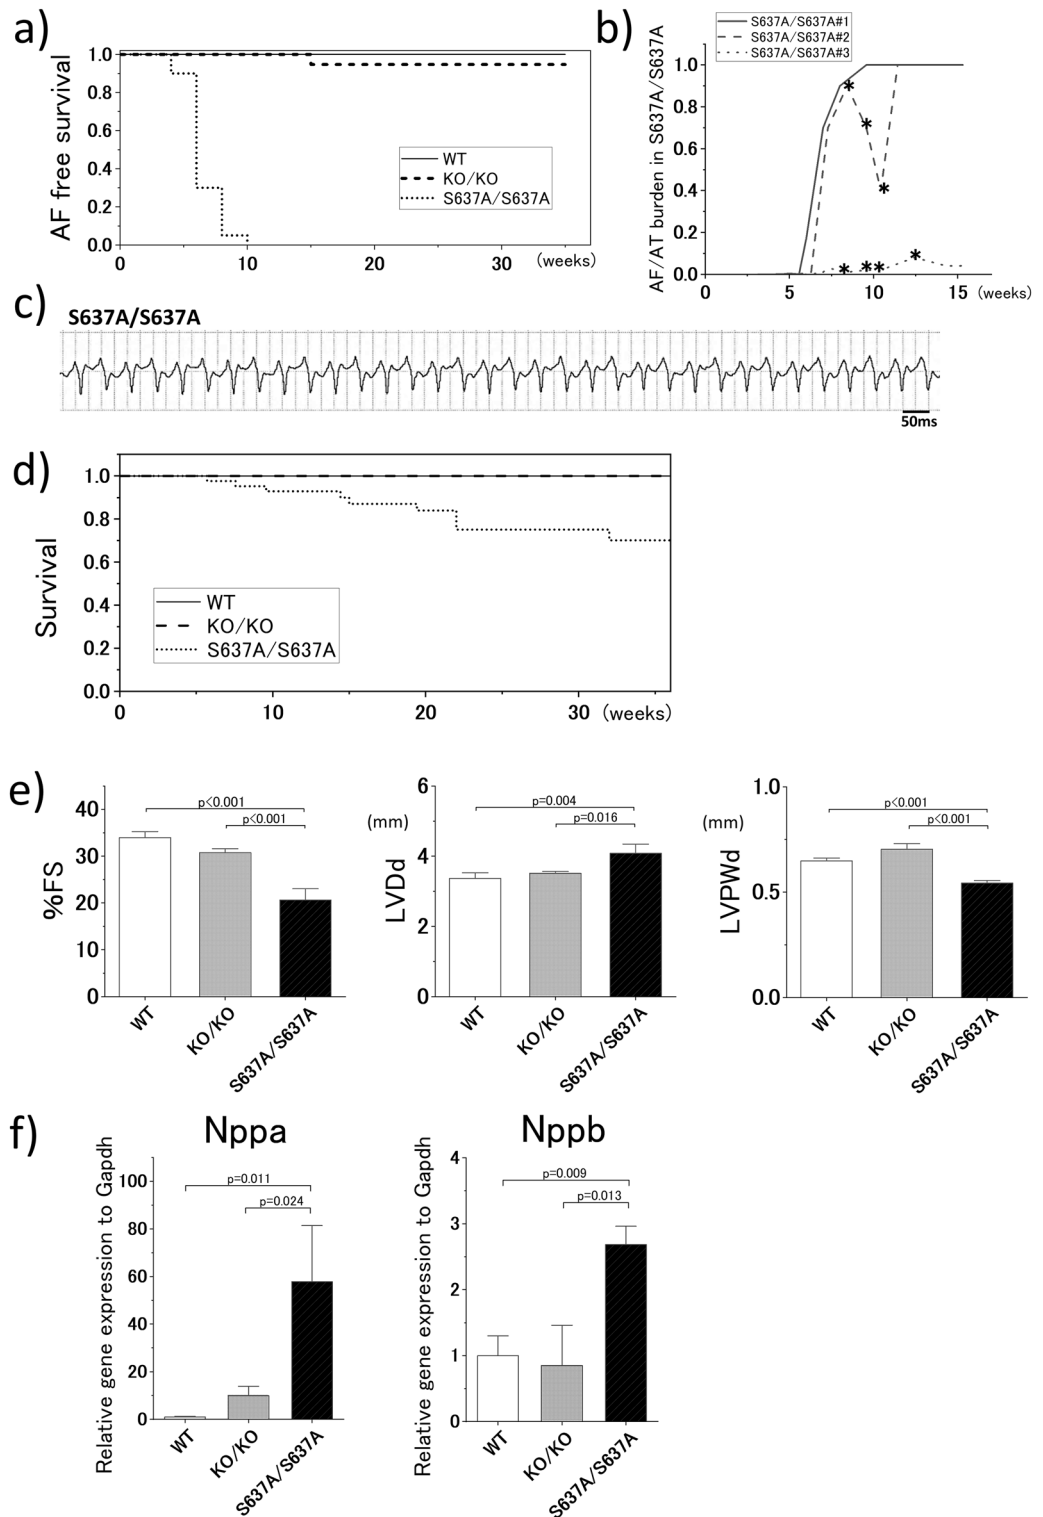 a)
AF free survival
1.0
0.8
0.6
0.4
0.2
0.0
WT
KO/KO
S637A/S637A
0 10 20 30 (weeks)
b)
S637A/S637A#1
S637A/S637A#2
S637A/S637A#3
AF/AT burden in S637A/S637A
1.0
0.8
0.6
0.4
0.2
0.0
* * * * * * * *
0 5 10 15 (weeks)
c)
S637A/S637A
50ms
d)
Survival
1.0
0.8
0.6
0.4
0.2
0.0
WT
KO/KO
S637A/S637A
0 10 20 30 (weeks)
e)
%FS
40
30
20
10
0
p<0.001
p<0.001
WT KO/KO S637A/S637A
(mm)
LVDd
6
4
2
0
p=0.004
p=0.016
WT KO/KO S637A/S637A
(mm)
LVPWd
1.0
0.5
0.0
p<0.001
p<0.001
WT KO/KO S637A/S637A
f)
Nppa
Relative gene expression to Gapdh
100
80
60
40
20
0
p=0.011
p=0.024
WT KO/KO S637A/S637A
Nppb
Relative gene expression to Gapdh
4
3
2
1
0
p=0.009
p=0.013
WT KO/KO S637A/S637A